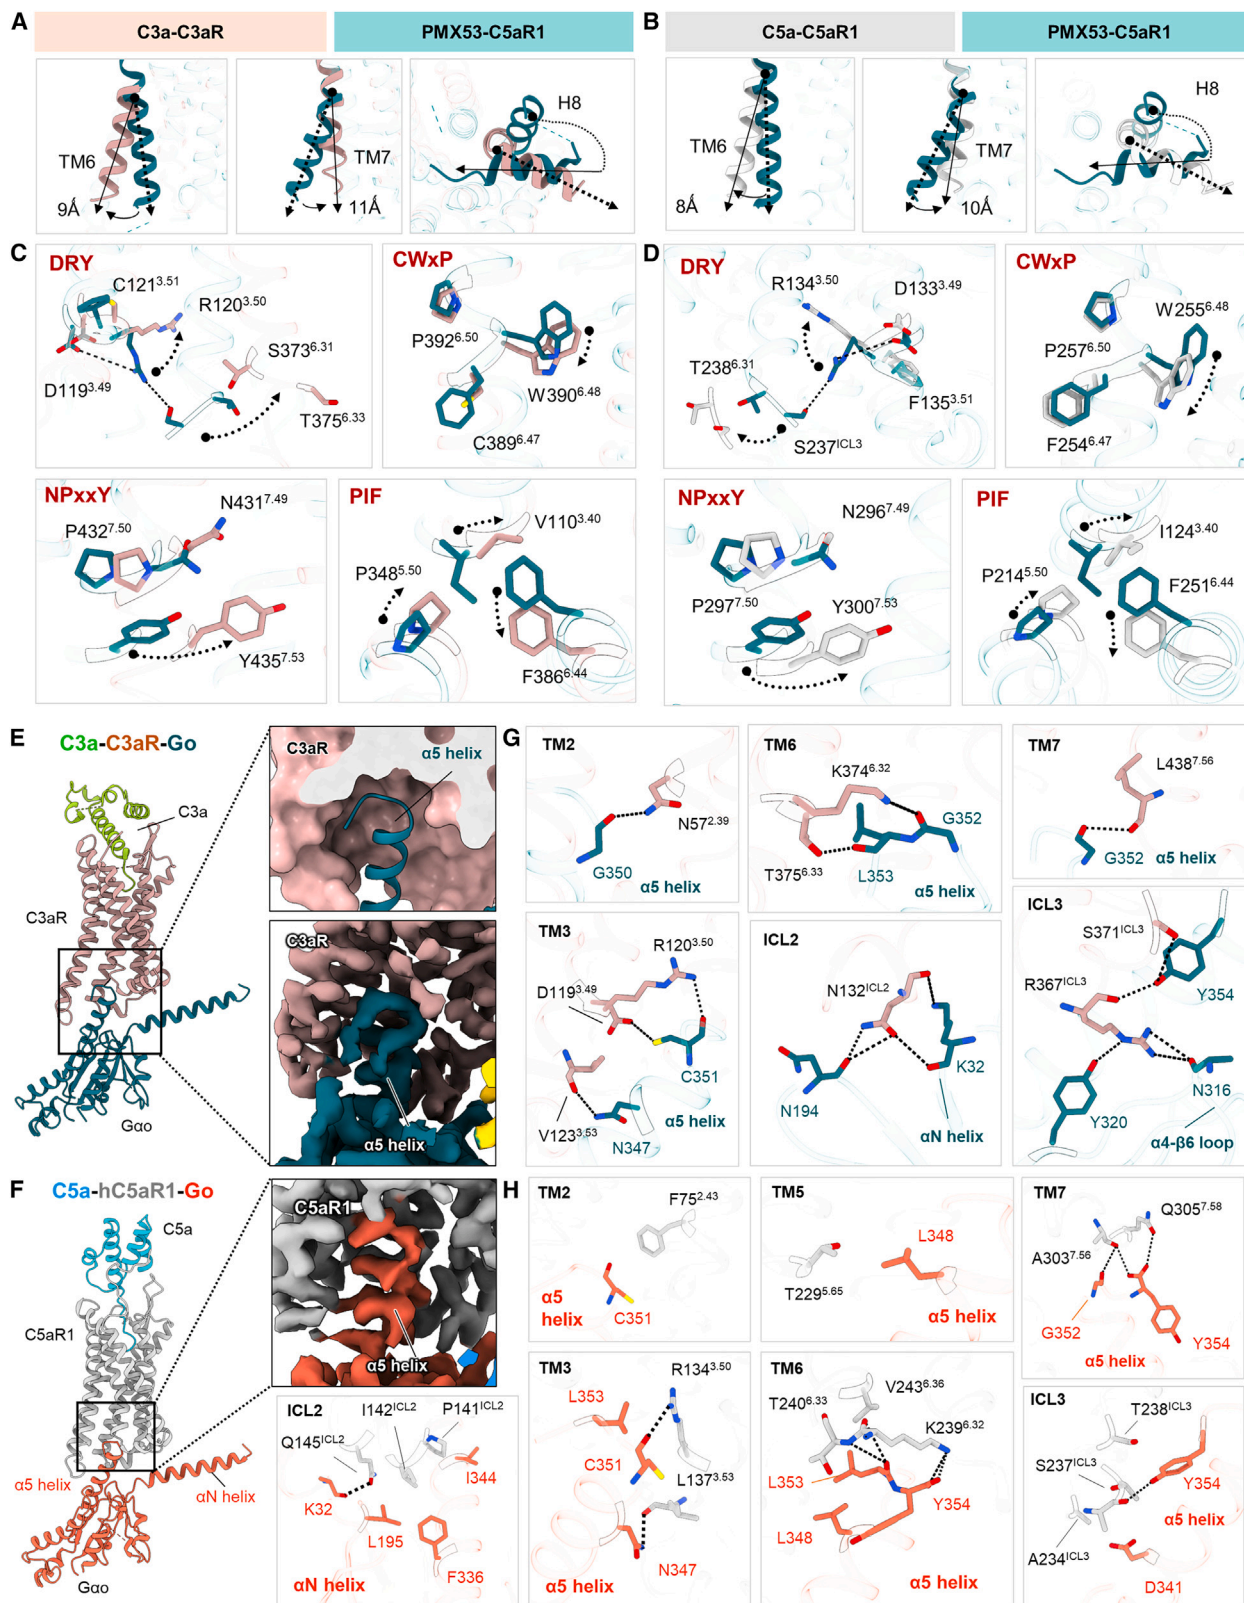 A
C3a-C3aR
PMX53-C5aR1
TM6
9Å
TM7
11Å
H8
B
C5a-C5aR1
PMX53-C5aR1
TM6
8Å
TM7
10Å
H8
C
DRY
C1213.51
R1203.50
S3736.31
D1193.49
T3756.33
CWxP
P3926.50
W3906.48
C3896.47
NPxxY
N4317.49
P4327.50
Y4357.53
PIF
V1103.40
P3485.50
F3866.44
D
DRY
R1343.50
D1333.49
T2386.31
F1353.51
S237ICL3
CWxP
W2556.48
P2576.50
F2546.47
NPxxY
N2967.49
P2977.50
Y3007.53
PIF
I1243.40
P2145.50
F2516.44
E
C3a-C3aR-Go
C3a
C3aR
Gαo
C3aR
α5 helix
C3aR
α5 helix
F
C5a-hC5aR1-Go
C5a
C5aR1
α5 helix
αN helix
Gαo
C5aR1
α5 helix
ICL2
I142ICL2
P141ICL2
Q145ICL2
I344
K32
L195
F336
αN helix
G
TM2
N572.39
G350
α5 helix
TM6
K3746.32
G352
T3756.33
L353
α5 helix
TM7
L4387.56
G352
α5 helix
TM3
R1203.50
D1193.49
C351
V1233.53
N347
α5 helix
ICL2
N132ICL2
K32
N194
αN helix
ICL3
S371ICL3
R367ICL3
Y354
N316
Y320
α4-β6 loop
H
TM2
F752.43
α5
helix
C351
TM5
L348
T2295.65
α5 helix
TM7
Q3057.58
A3037.56
G352
Y354
α5 helix
TM3
R1343.50
L353
C351
L1373.53
N347
TM6
V2436.36
T2406.33
K2396.32
L353
Y354
L348
α5 helix
ICL3
T238ICL3
S237ICL3
Y354
α5 helix
A234ICL3
D341